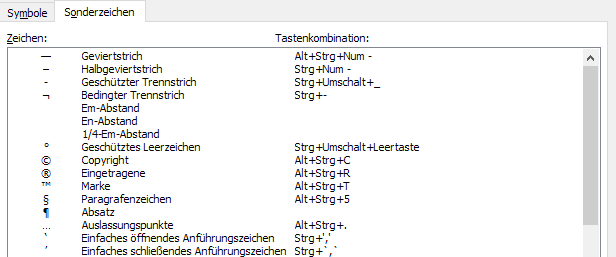 Symbole Sonderzeichen
Zeichen: Tastenkombination:
— Geviertstrich Alt+Strg+Num -
– Halbgeviertstrich Strg+Num -
- Geschützter Trennstrich Strg+Umschalt+_
¬ Bedingter Trennstrich Strg+-
Em-Abstand
En-Abstand
1/4-Em-Abstand
° Geschütztes Leerzeichen Strg+Umschalt+Leertaste
© Copyright Alt+Strg+C
® Eingetragene Alt+Strg+R
™ Marke Alt+Strg+T
§ Paragrafenzeichen Alt+Strg+5
¶ Absatz
… Auslassungspunkte Alt+Strg+.
‛ Einfaches öffnendes Anführungszeichen Strg+','
’ Einfaches schließendes Anführungszeichen Strg+`,`